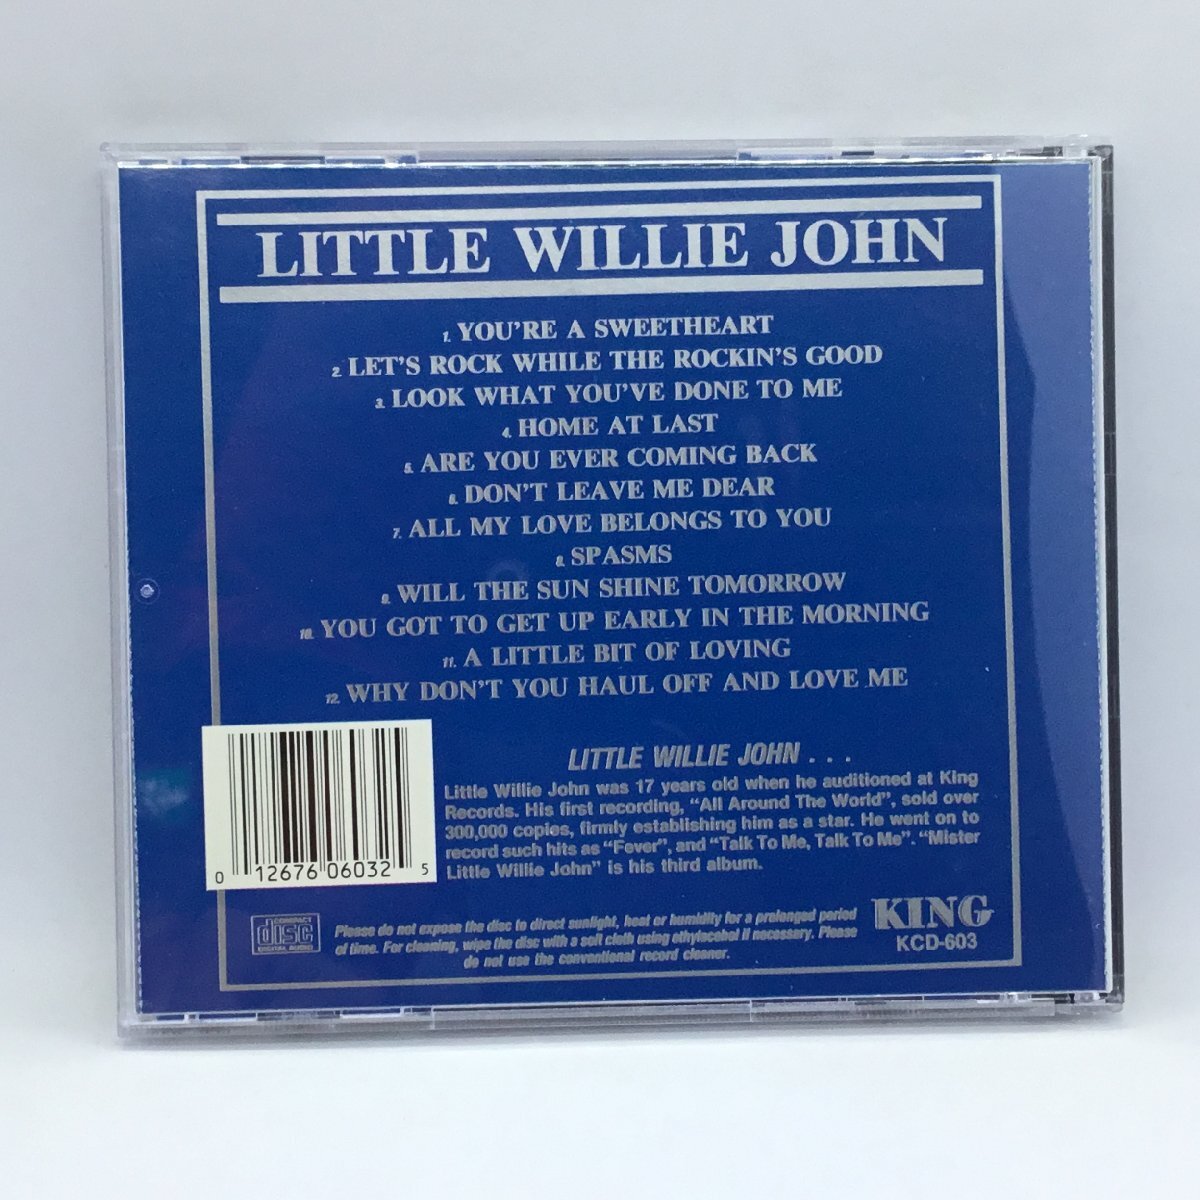 LITTLE WILLIE JOHN
1. YOU'RE A SWEETHEART
2. LET'S ROCK WHILE THE ROCKIN'S GOOD
3. LOOK WHAT YOU'VE DONE TO ME
4. HOME AT LAST
5. ARE YOU EVER COMING BACK
6. DON'T LEAVE ME DEAR
7. ALL MY LOVE BELONGS TO YOU
8. SPASMS
9. WILL THE SUN SHINE TOMORROW
10. YOU GOT TO GET UP EARLY IN THE MORNING
11. A LITTLE BIT OF LOVING
12. WHY DON'T YOU HAUL OFF AND LOVE ME
LITTLE WILLIE JOHN . . .
Little Willie John was 17 years old when he auditioned at King
Records. His first recording, "All Around The World", sold over
300,000 copies, firmly establishing him as a star. He went on to
record such hits as "Fever", and "Talk To Me, Talk To Me". "Mister
Little Willie John" is his third album.
0 12676 06032 5
COMPACT
disc
DIGITAL AUDIO
Please do not expose the disc to direct sunlight, heat or humidity for a prolonged period
of time. For cleaning, wipe the disc with a soft cloth using ethylacohol if necessary. Please
do not use the conventional record cleaner.
KING
KCD-603